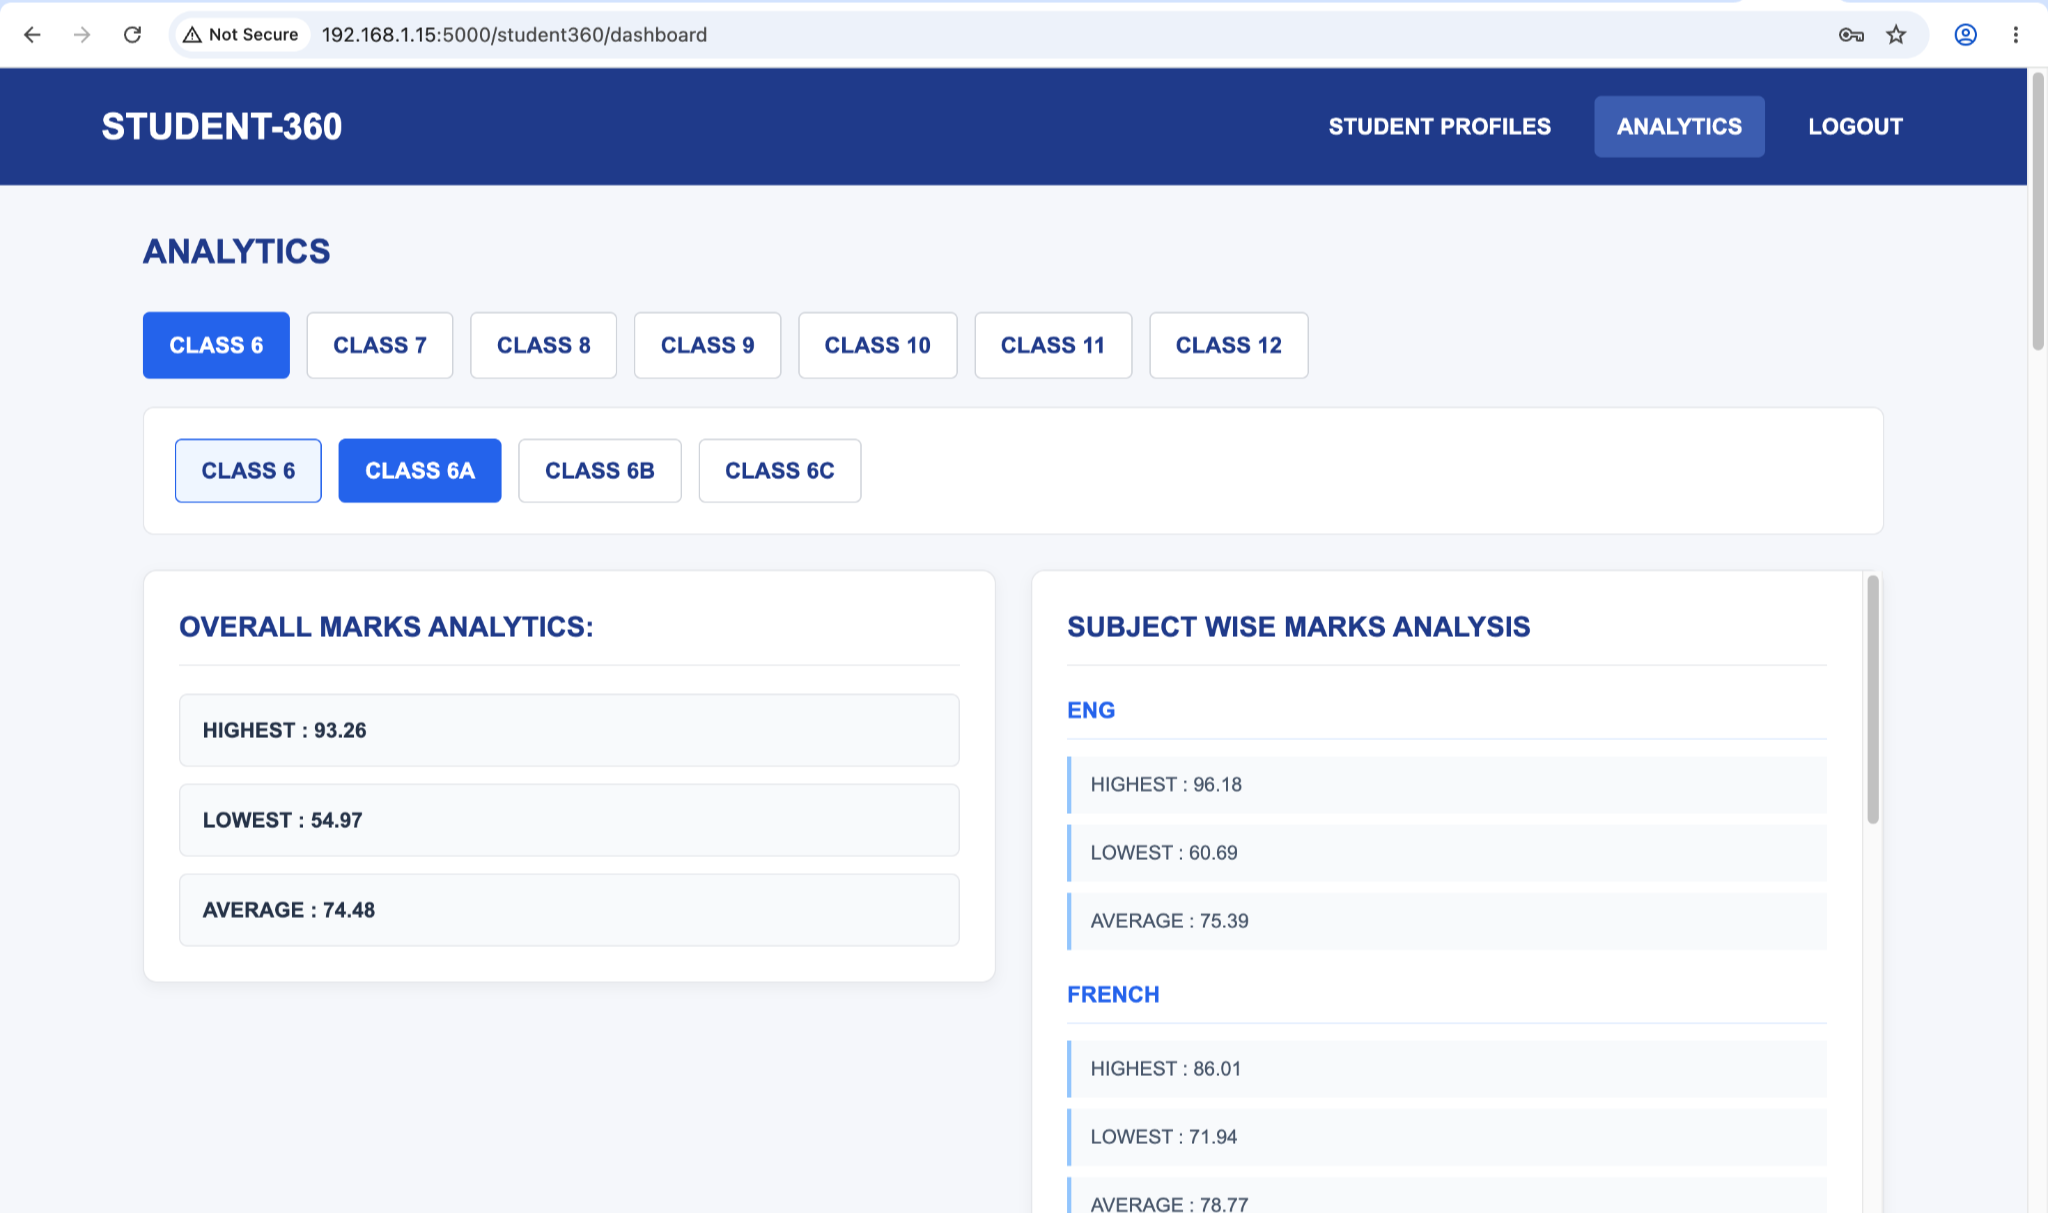 Not Secure 192.168.1.15:5000/student360/dashboard
STUDENT-360 STUDENT PROFILES ANALYTICS LOGOUT
ANALYTICS
CLASS 6 CLASS 7 CLASS 8 CLASS 9 CLASS 10 CLASS 11 CLASS 12
CLASS 6 CLASS 6A CLASS 6B CLASS 6C
OVERALL MARKS ANALYTICS:
HIGHEST : 93.26
LOWEST : 54.97
AVERAGE : 74.48
SUBJECT WISE MARKS ANALYSIS
ENG
HIGHEST : 96.18
LOWEST : 60.69
AVERAGE : 75.39
FRENCH
HIGHEST : 86.01
LOWEST : 71.94
AVERAGE : 78.77